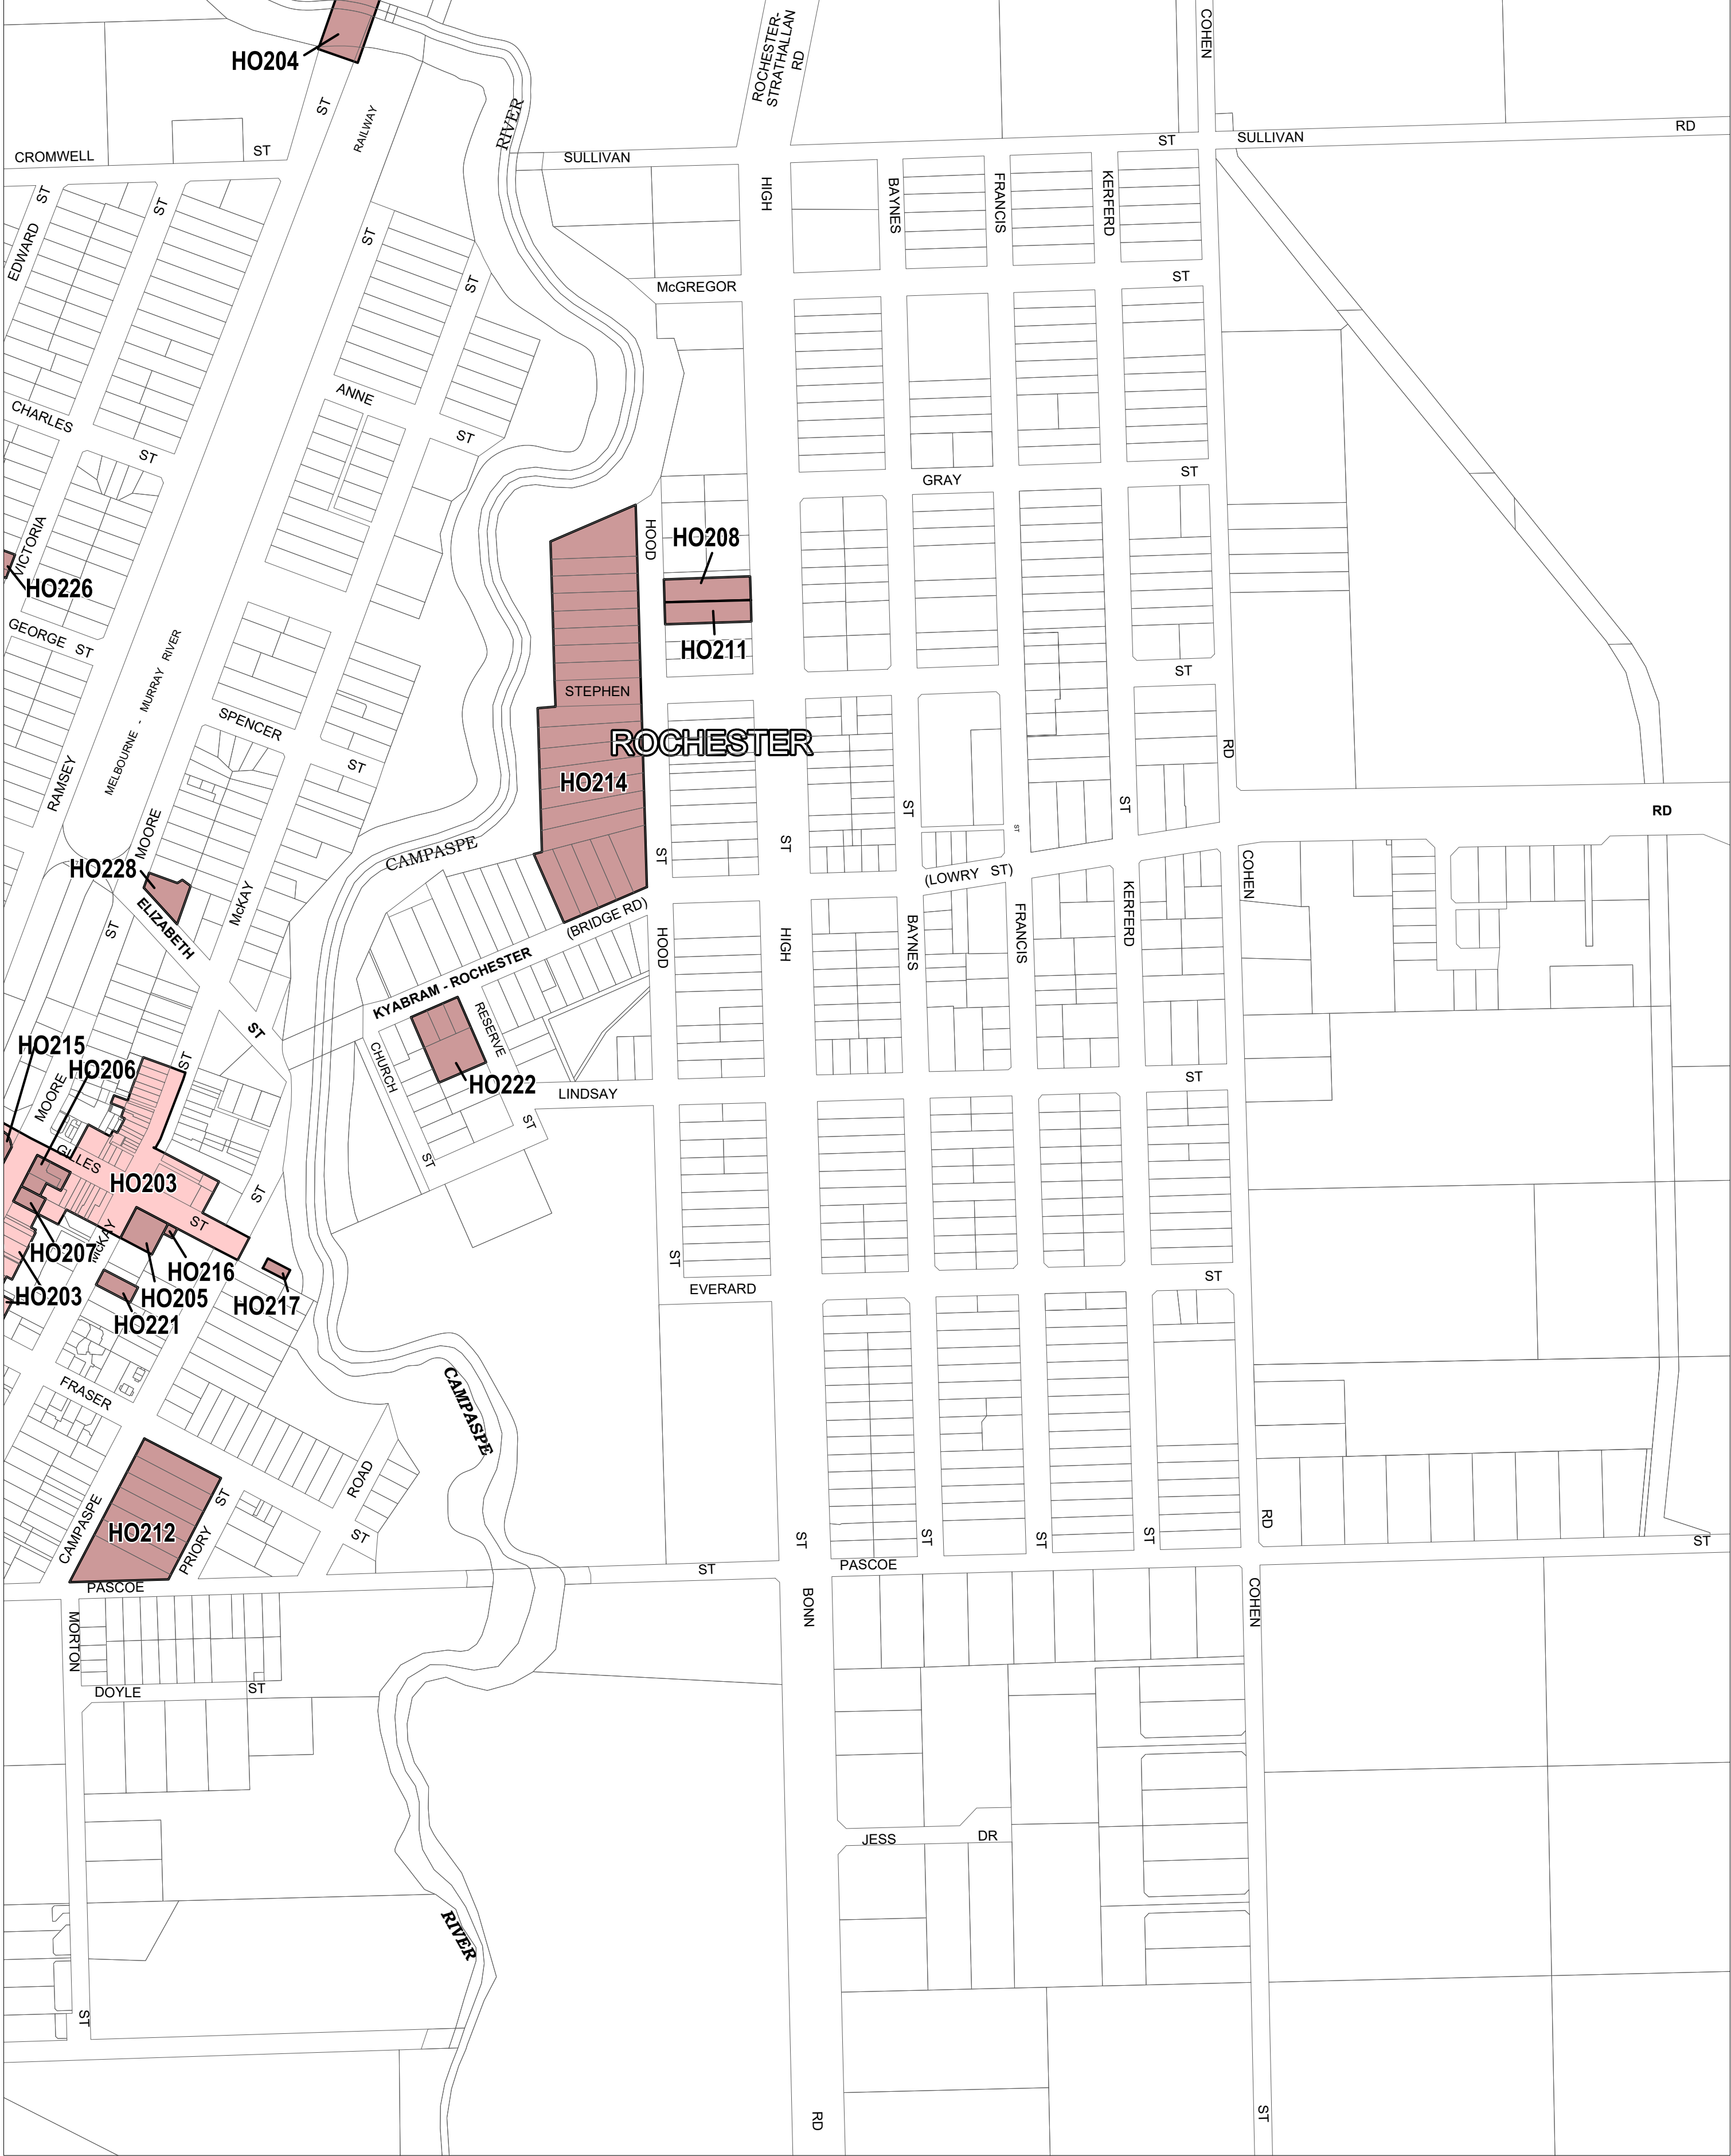 ROCHESTER-
STRATHALLAN
RD
COHEN
HO204
ST
RAILWAY
RIVER
CROMWELL
ST
SULLIVAN
ST
SULLIVAN
RD
EDWARD
ST
ST
ST
ST
HIGH
BAYNES
FRANCIS
KERFERD
McGREGOR
ST
ANNE
ST
CHARLES
ST
GRAY
ST
VICTORIA
HO226
HOOD
HO208
HO211
GEORGE ST
MELBOURNE - MURRAY RIVER
STEPHEN
ST
SPENCER
ST
ROCHESTER
RD
RAMSEY
HO214
MOORE
ST
ST
ST
ST
ST
RD
CAMPASPE
HO228
ELIZABETH
McKAY
ST
(LOWRY ST)
COHEN
KERFERD
FRANCIS
BAYNES
HIGH
HOOD
(BRIDGE RD)
KYABRAM - ROCHESTER
ST
RESERVE
CHURCH
HO215
HO206
MOORE
ST
HO222
LINDSAY
ST
ST
ST
GILLES
HO203
ST
ST
McKAY
HO207
HO216
HO203
HO205
HO217
HO221
ST
EVERARD
ST
FRASER
CAMPASPE
ROAD
HO212
CAMPASPE
ST
PRIORY
ST
PASCOE
ST
ST
PASCOE
ST
ST
ST
RD
ST
MORTON
BONN
COHEN
DOYLE
ST
JESS
DR
RIVER
ST
RD
ST